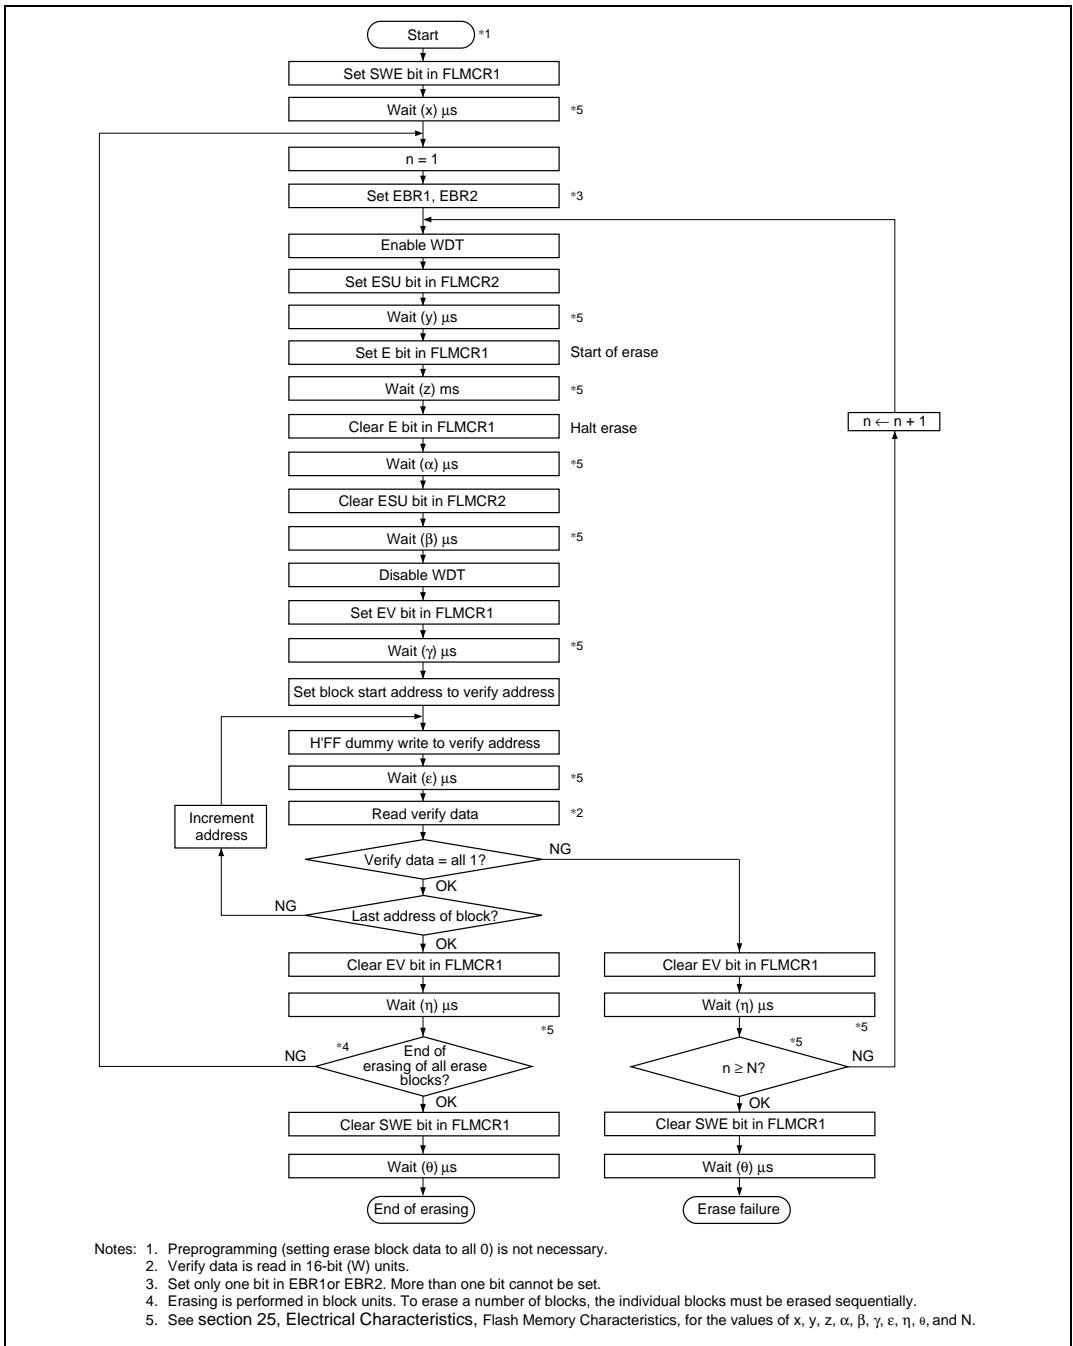 Start *1
Set SWE bit in FLMCR1
Wait (x) µs *5
n = 1
Set EBR1, EBR2 *3
Enable WDT
Set ESU bit in FLMCR2
Wait (y) µs *5
Set E bit in FLMCR1 Start of erase
Wait (z) ms *5
n ← n + 1
Clear E bit in FLMCR1 Halt erase
Wait (α) µs *5
Clear ESU bit in FLMCR2
Wait (β) µs *5
Disable WDT
Set EV bit in FLMCR1
Wait (γ) µs *5
Set block start address to verify address
H'FF dummy write to verify address
Wait (ε) µs *5
Increment
address
Read verify data *2
Verify data = all 1? NG
OK
NG Last address of block?
OK
Clear EV bit in FLMCR1
Wait (η) µs
*5
NG *4
End of
erasing of all erase
blocks?
OK
Clear SWE bit in FLMCR1
Wait (θ) µs
End of erasing
Clear EV bit in FLMCR1
Wait (η) µs
*5
*5
n ≥ N? NG
OK
Clear SWE bit in FLMCR1
Wait (θ) µs
Erase failure
Notes: 1. Preprogramming (setting erase block data to all 0) is not necessary.
2. Verify data is read in 16-bit (W) units.
3. Set only one bit in EBR1or EBR2. More than one bit cannot be set.
4. Erasing is performed in block units. To erase a number of blocks, the individual blocks must be erased sequentially.
5. See section 25, Electrical Characteristics, Flash Memory Characteristics, for the values of x, y, z, α, β, γ, ε, η, θ, and N.